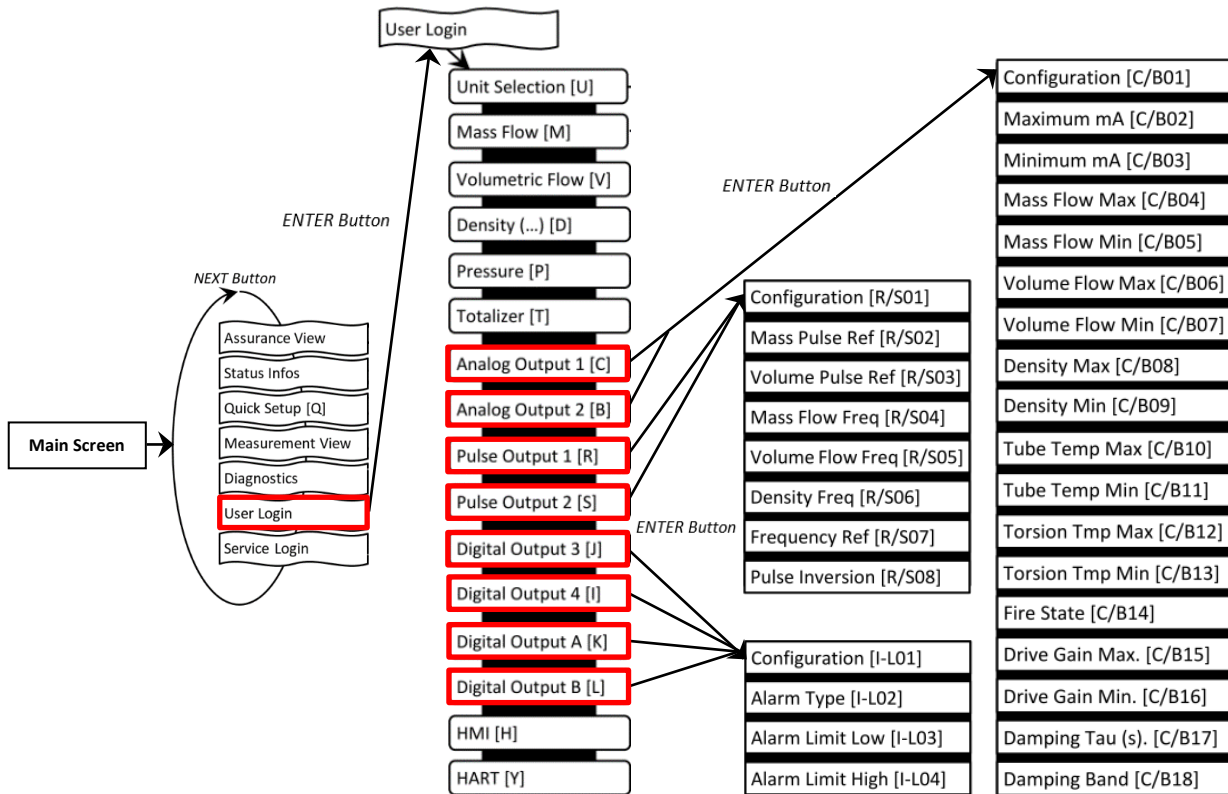 User Login
Unit Selection [U]
Mass Flow [M]
Volumetric Flow [V]
Density (...) [D]
Pressure [P]
Totalizer [T]
Analog Output 1 [C]
Analog Output 2 [B]
Pulse Output 1 [R]
Pulse Output 2 [S]
Digital Output 3 [J]
Digital Output 4 [I]
Digital Output A [K]
Digital Output B [L]
HMI [H]
HART [Y]
ENTER Button
NEXT Button
Main Screen
Assurance View
Status Infos
Quick Setup [Q]
Measurement View
Diagnostics
User Login
Service Login
ENTER Button
Configuration [R/S01]
Mass Pulse Ref [R/S02]
Volume Pulse Ref [R/S03]
Mass Flow Freq [R/S04]
Volume Flow Freq [R/S05]
Density Freq [R/S06]
Frequency Ref [R/S07]
Pulse Inversion [R/S08]
ENTER Button
Configuration [I-L01]
Alarm Type [I-L02]
Alarm Limit Low [I-L03]
Alarm Limit High [I-L04]
Configuration [C/B01]
Maximum mA [C/B02]
Minimum mA [C/B03]
Mass Flow Max [C/B04]
Mass Flow Min [C/B05]
Volume Flow Max [C/B06]
Volume Flow Min [C/B07]
Density Max [C/B08]
Density Min [C/B09]
Tube Temp Max [C/B10]
Tube Temp Min [C/B11]
Torsion Tmp Max [C/B12]
Torsion Tmp Min [C/B13]
Fire State [C/B14]
Drive Gain Max. [C/B15]
Drive Gain Min. [C/B16]
Damping Tau (s). [C/B17]
Damping Band [C/B18]